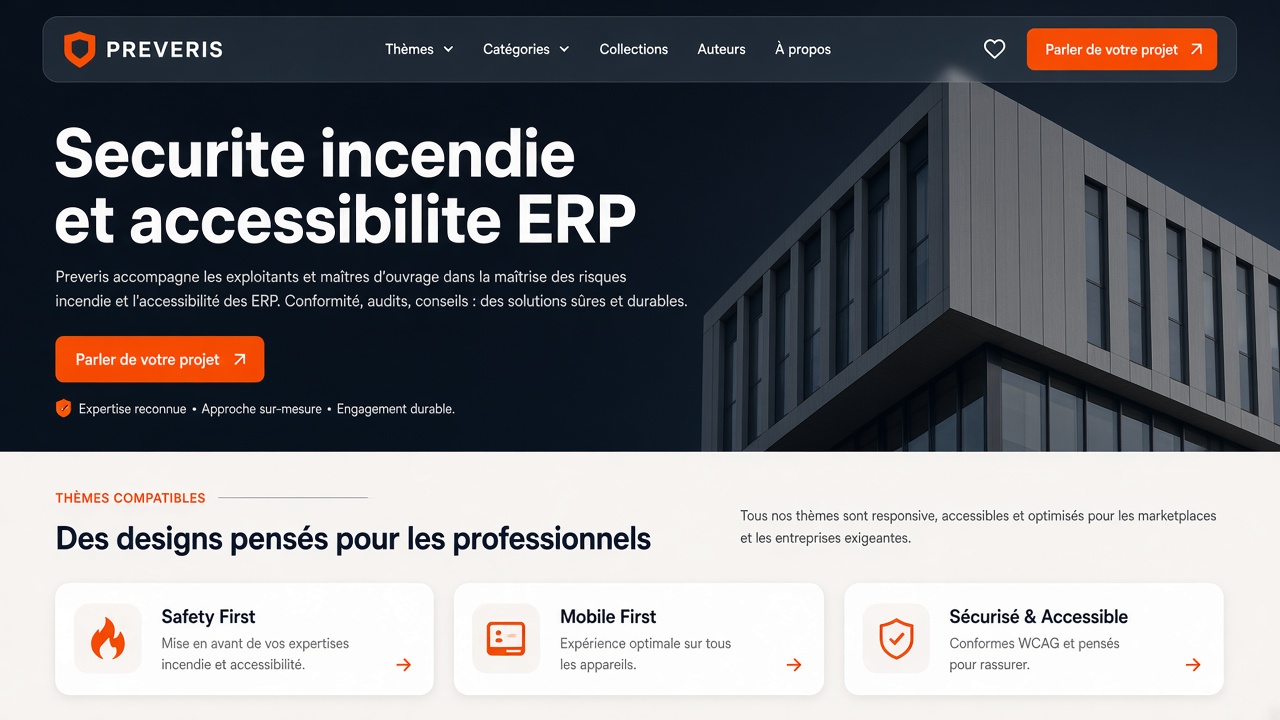 PREVERIS
Thèmes
Catégories
Collections
Auteurs
À propos
Parler de votre projet
Securite incendie
et accessibilite ERP
Preveris accompagne les exploitants et maîtres d'ouvrage dans la maîtrise des risques
incendie et l'accessibilité des ERP. Conformité, audits, conseils : des solutions sûres et durables.
Parler de votre projet
Expertise reconnue • Approche sur-mesure • Engagement durable.
THÈMES COMPATIBLES
Des designs pensés pour les professionnels
Tous nos thèmes sont responsive, accessibles et optimisés pour les marketplaces
et les entreprises exigeantes.
Safety First
Mise en avant de vos expertises
incendie et accessibilité.
Mobile First
Expérience optimale sur tous
les appareils.
Sécurisé & Accessible
Conformes WCAG et pensés
pour rassurer.